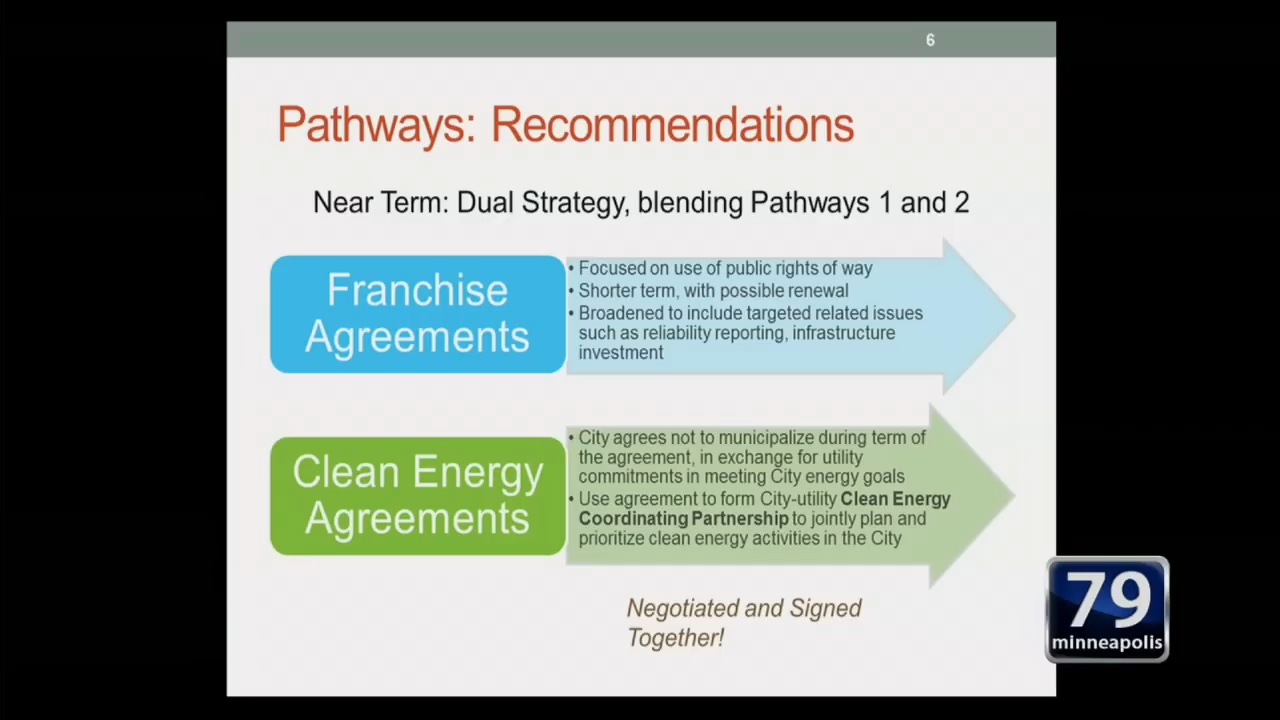 6
Pathways: Recommendations
Near Term: Dual Strategy, blending Pathways 1 and 2
Franchise
Agreements
• Focused on use of public rights of way
• Shorter term, with possible renewal
• Broadened to include targeted related issues
such as reliability reporting, infrastructure
investment
Clean Energy
Agreements
• City agrees not to municipalize during term of
the agreement, in exchange for utility
commitments in meeting City energy goals
• Use agreement to form City-utility Clean Energy
Coordinating Partnership to jointly plan and
prioritize clean energy activities in the City
Negotiated and Signed
Together!
79
minneapolis